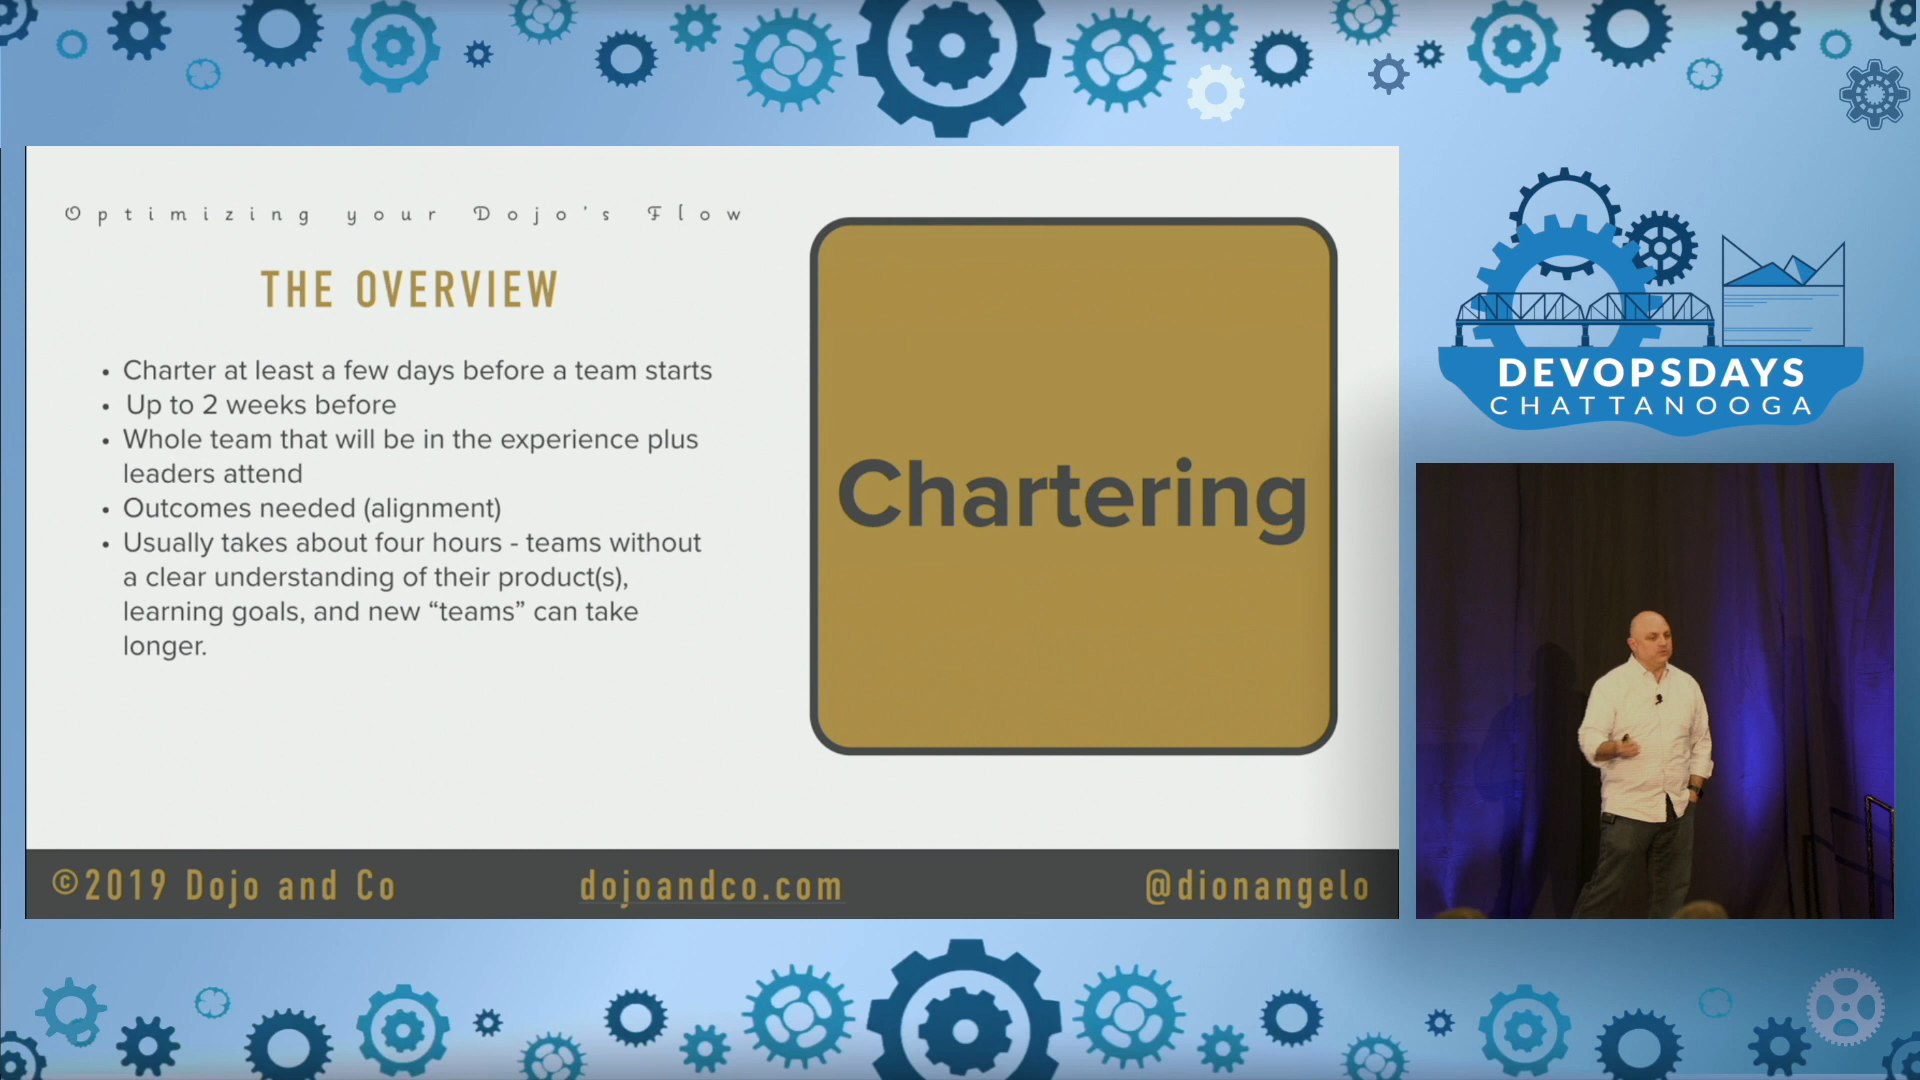 Optimizing your Dojo's Flow
THE OVERVIEW
• Charter at least a few days before a team starts
• Up to 2 weeks before
• Whole team that will be in the experience plus
leaders attend
• Outcomes needed (alignment)
• Usually takes about four hours - teams without
a clear understanding of their product(s),
learning goals, and new “teams” can take
longer.
Chartering
©2019 Dojo and Co
dojoandco.com
@dionangelo
DEVOPSDAYS
CHATTANOOGA